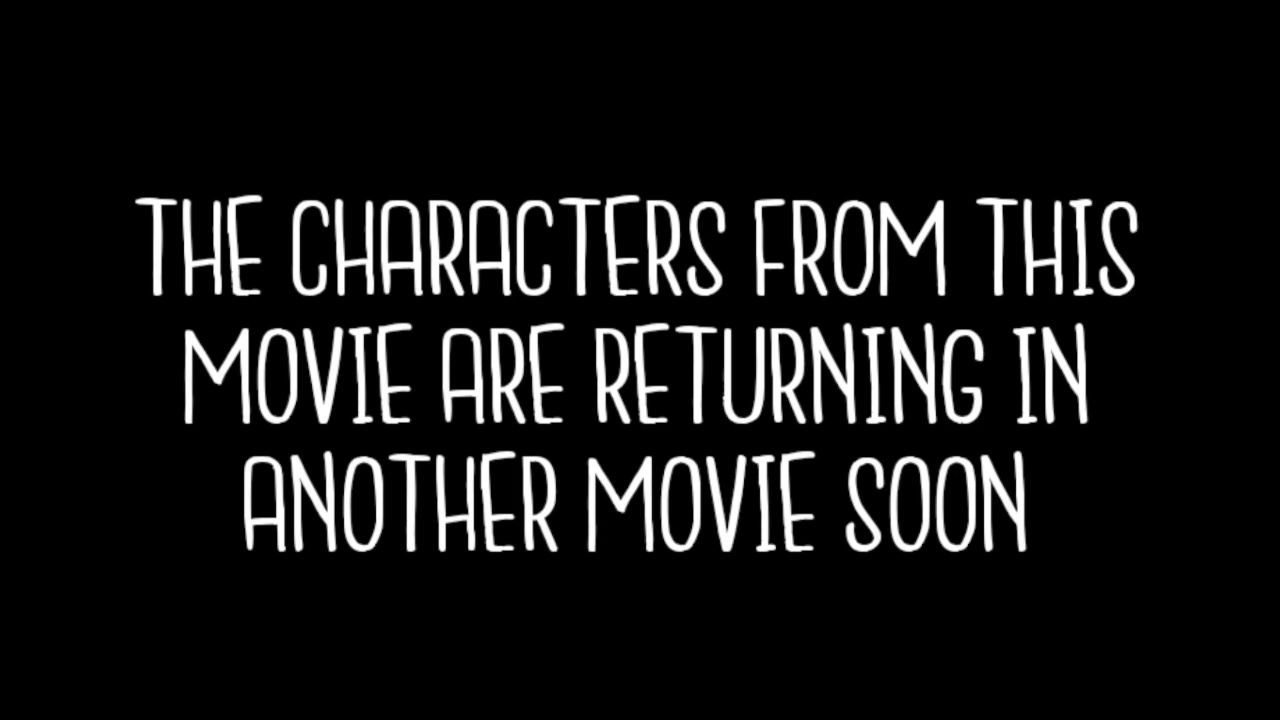 THE CHARACTERS FROM THIS
MOVIE ARE RETURNING IN
ANOTHER MOVIE SOON